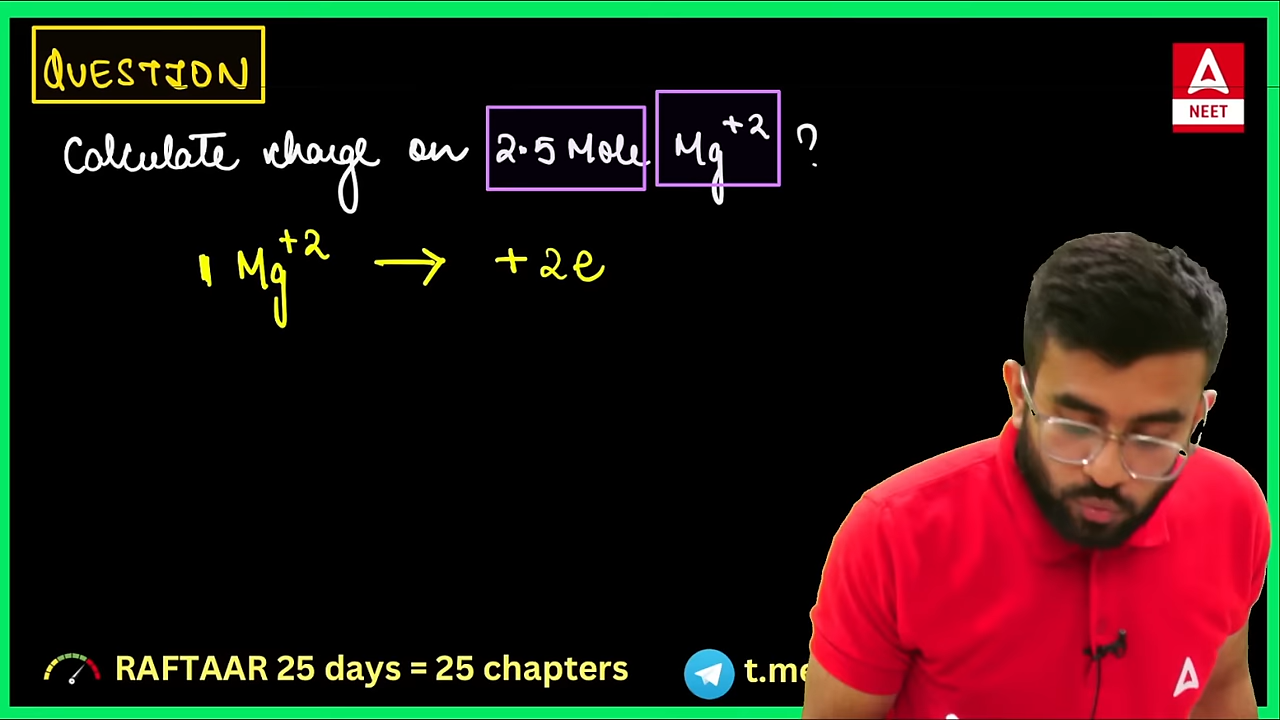 QUESTION
NEET
Calculate charge on 2.5 Mole Mg+2 ?
1 Mg+2 → +2e
RAFTAAR 25 days = 25 chapters
t.me